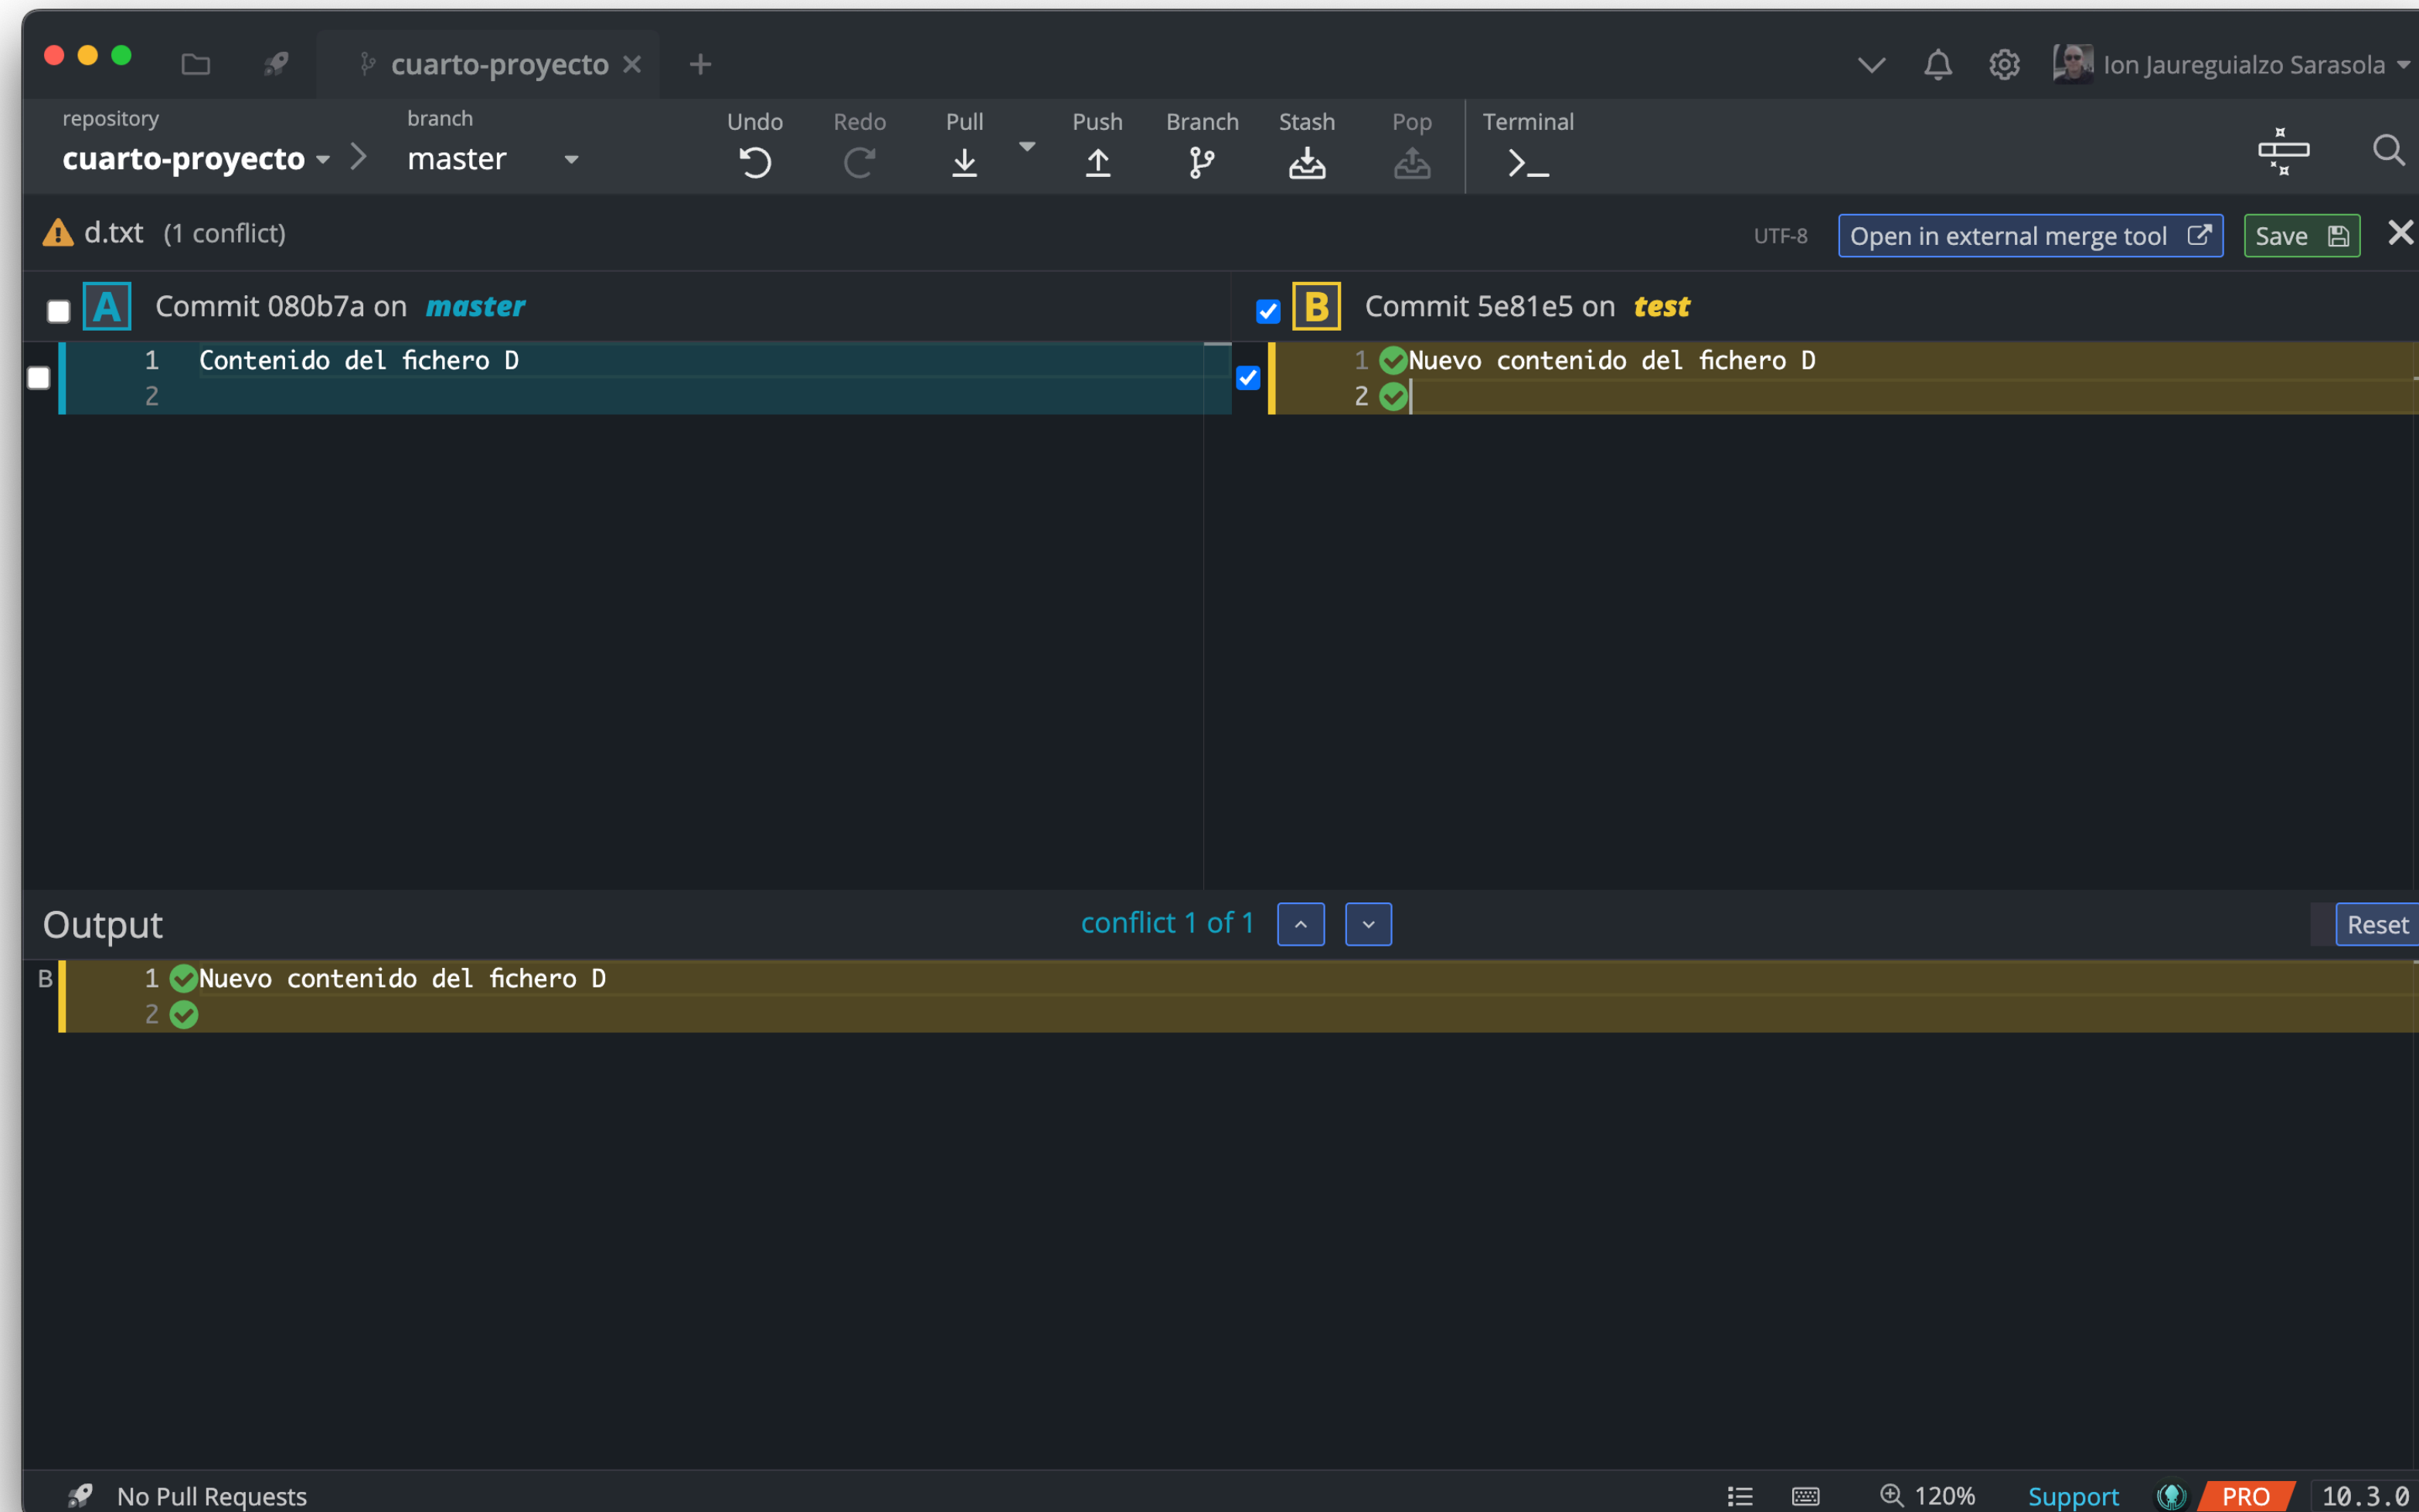 cuarto-proyecto
Ion Jaureguialzo Sarasola
repository
cuarto-proyecto
branch
master
Undo
Redo
Pull
Push
Branch
Stash
Pop
Terminal
d.txt (1 conflict)
UTF-8
Open in external merge tool
Save
A Commit 080b7a on master
B Commit 5e81e5 on test
1 Contenido del fichero D
2
1 Nuevo contenido del fichero D
2
Output
conflict 1 of 1
Reset
B 1 Nuevo contenido del fichero D
2
No Pull Requests
120%
Support
PRO
10.3.0